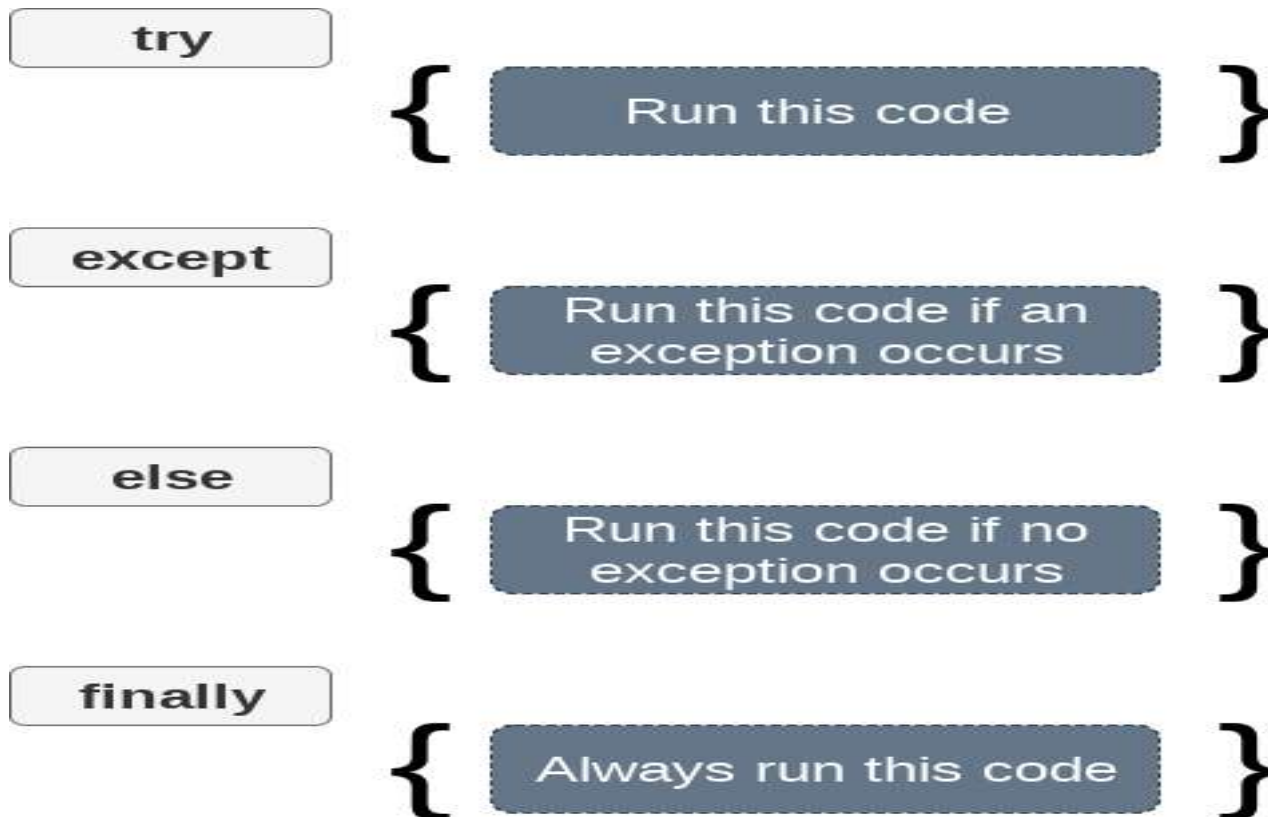 try
{ Run this code }
except
{ Run this code if an
exception occurs }
else
{ Run this code if no
exception occurs }
finally
{ Always run this code }